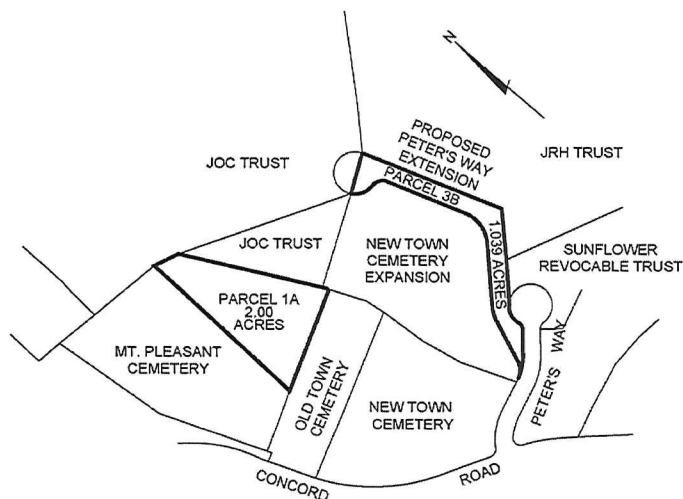 N
PROPOSED
PETER'S WAY
EXTENSION
JRH TRUST
JOC TRUST
PARCEL 3B
1.039 ACRES
JOC TRUST
NEW TOWN
CEMETERY
EXPANSION
SUNFLOWER
REVOCABLE TRUST
PARCEL 1A
2.00
ACRES
MT. PLEASANT
CEMETERY
OLD TOWN
CEMETERY
NEW TOWN
CEMETERY
PETER'S WAY
CONCORD ROAD